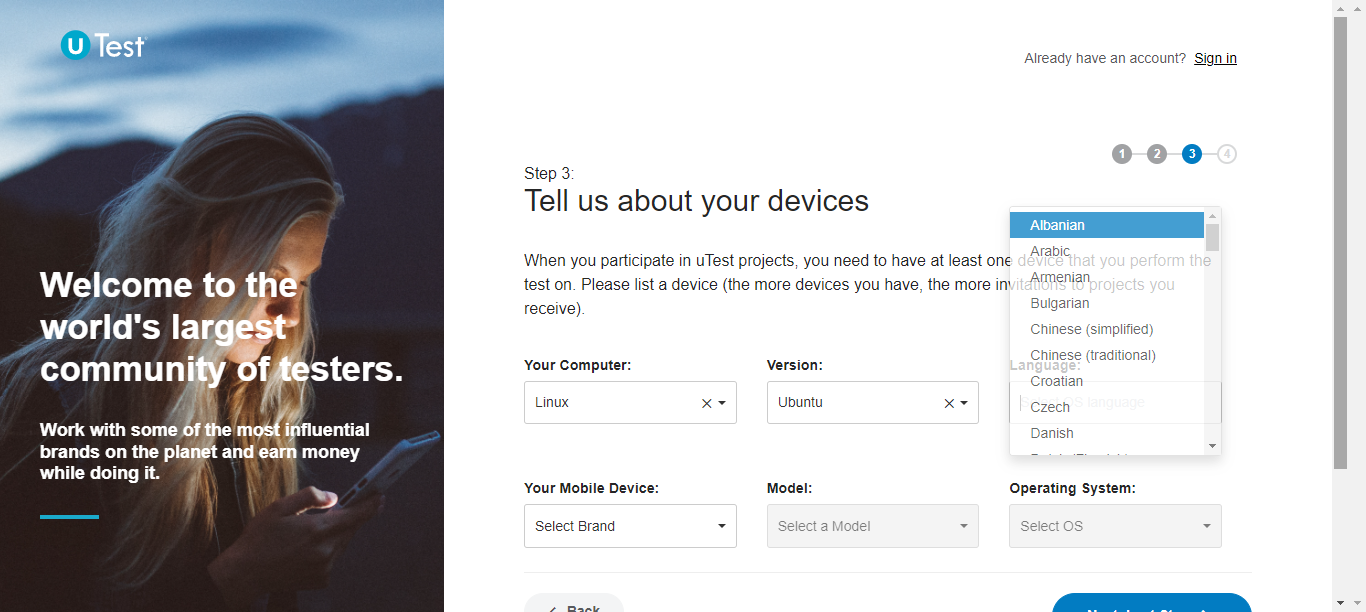 U Test
Already have an account? Sign in
1 2 3 4
Step 3:
Tell us about your devices
When you participate in uTest projects, you need to have at least one device that you perform the
test on. Please list a device (the more devices you have, the more invitations to projects you
receive).
Welcome to the
world's largest
community of testers.
Work with some of the most influential
brands on the planet and earn money
while doing it.
Your Computer:
Linux
Version:
Ubuntu
Language:
Albanian
Arabic
Armenian
Bulgarian
Chinese (simplified)
Chinese (traditional)
Croatian
Czech
Danish
Your Mobile Device:
Select Brand
Model:
Select a Model
Operating System:
Select OS
Back